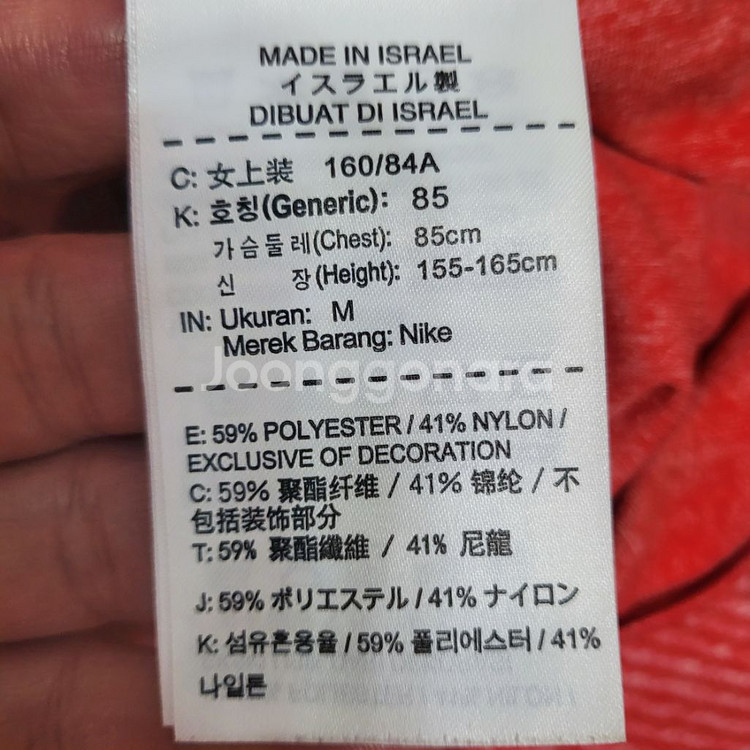 MADE IN ISRAEL
イスラエル製
DIBUAT DI ISRAEL
C: 女上装 160/84A
K: 호칭(Generic): 85
가슴둘레(Chest): 85cm
신 장(Height): 155-165cm
IN: Ukuran: M
Merek Barang: Nike
Joonggonara
E: 59% POLYESTER / 41% NYLON /
EXCLUSIVE OF DECORATION
C: 59% 聚酯纤维 / 41% 锦纶 / 不
包括装饰部分
T: 59% 聚酯纖維 / 41% 尼龍
J: 59% ポリエステル / 41% ナイロン
K: 섬유혼용율 / 59% 폴리에스터 / 41%
나일론